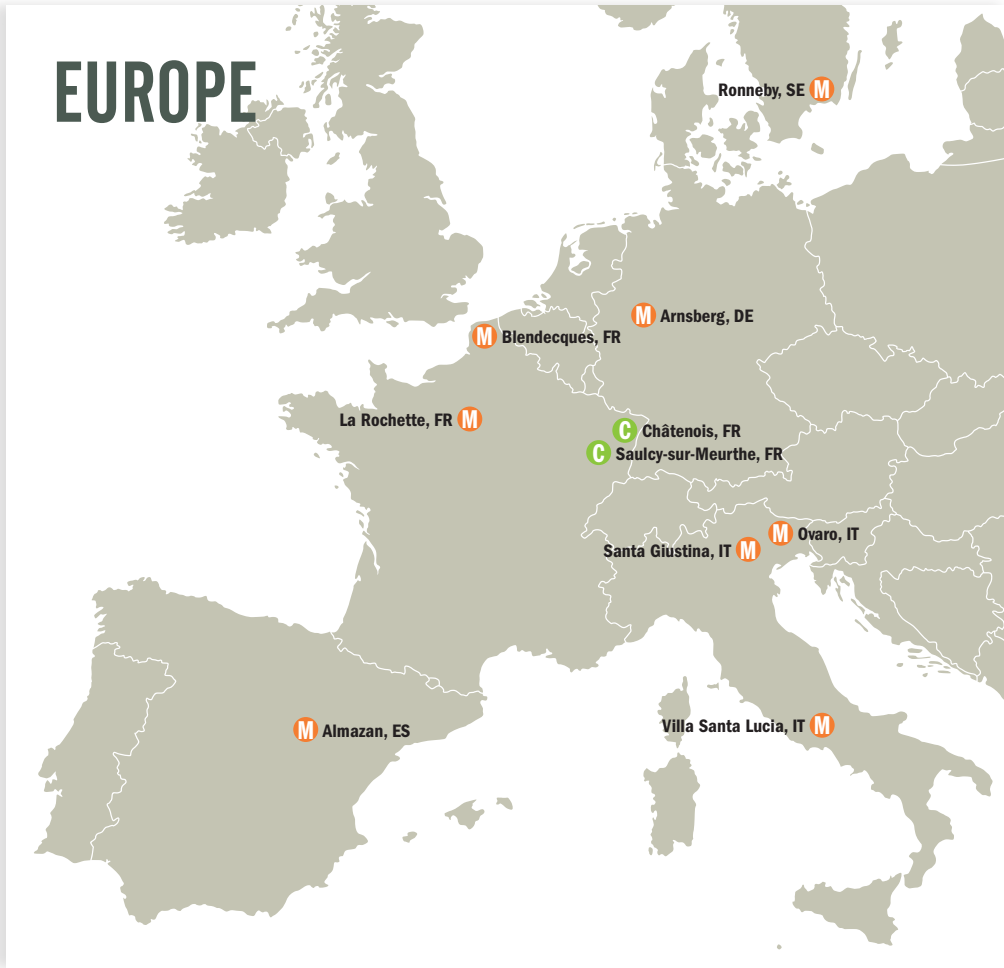 EUROPE
Ronneby, SE M
M Arnsberg, DE
M Blendecques, FR
La Rochette, FR M
C Châtenois, FR
C Saulcy-sur-Meurthe, FR
M Ovaro, IT
Santa Giustina, IT M
Villa Santa Lucia, IT M
M Almazan, ES